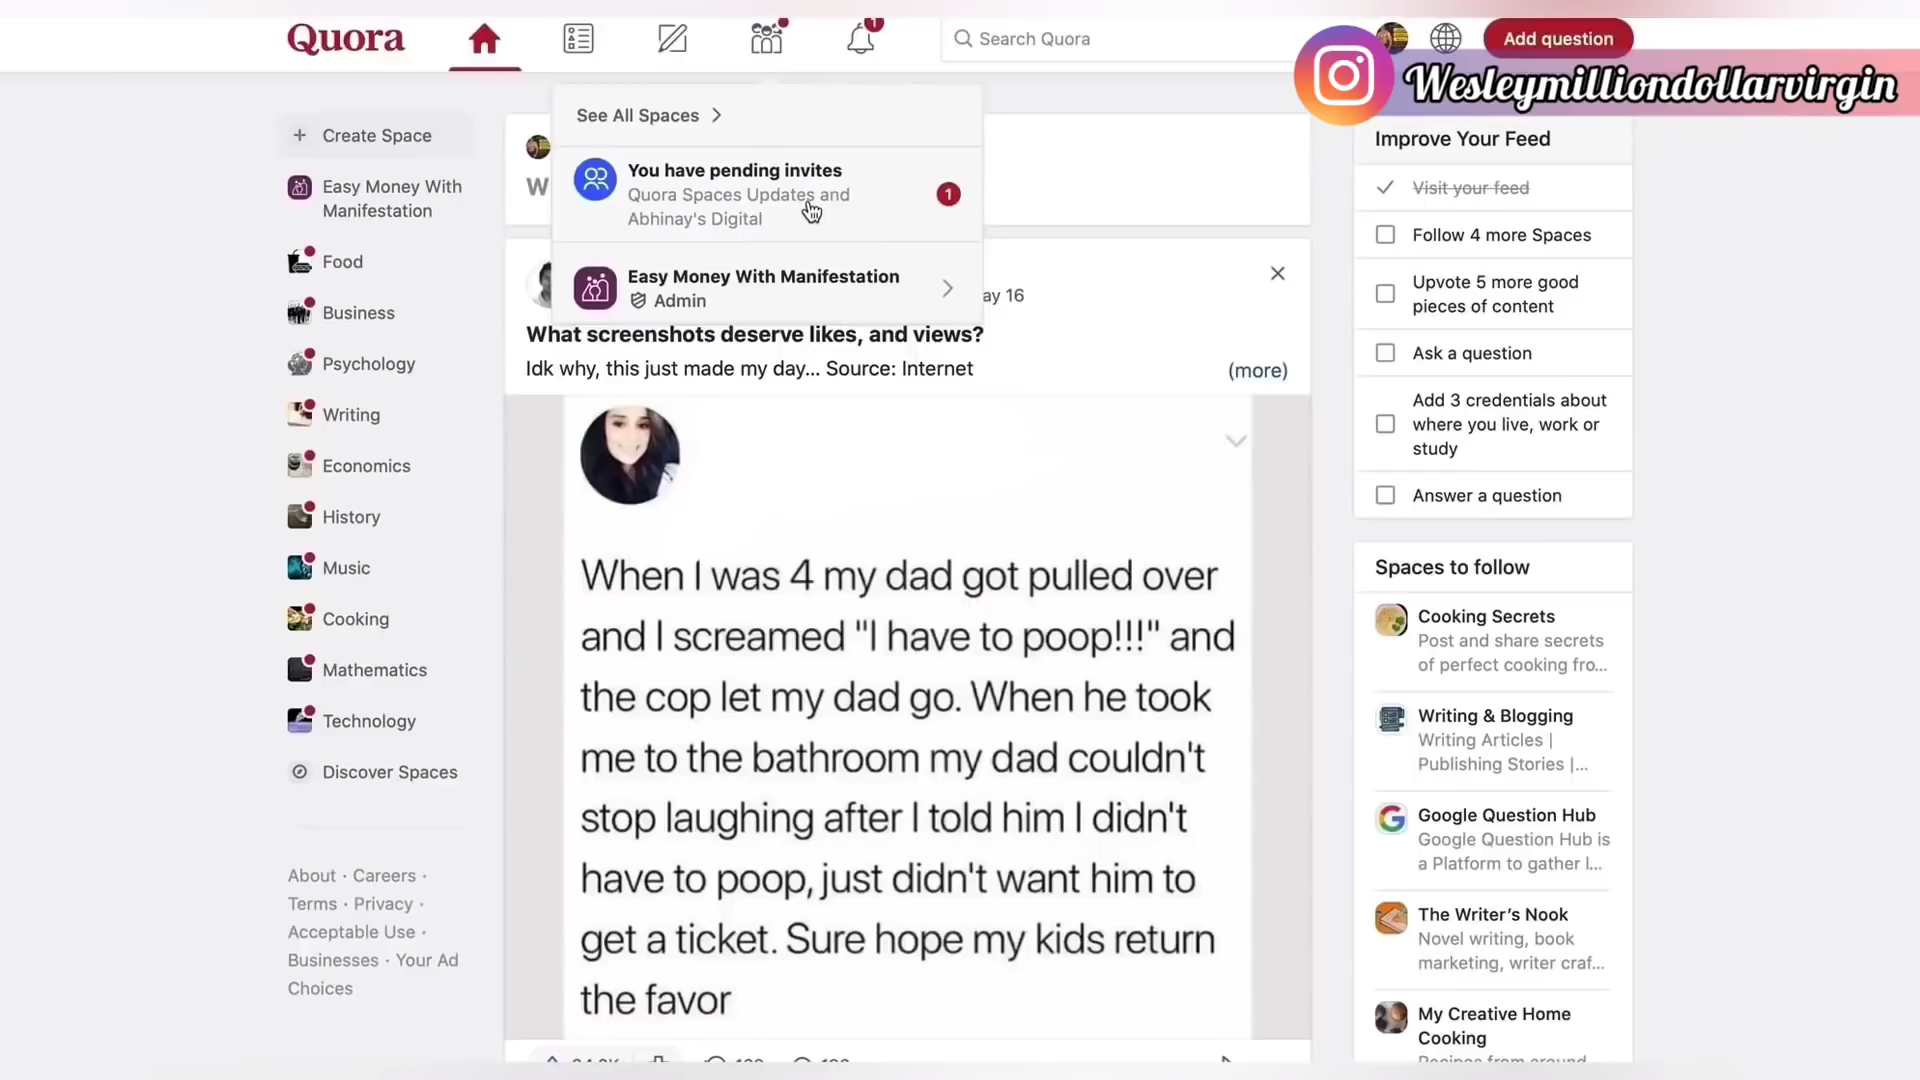 Quora
1
Search Quora
Add question
Wesleymilliondollarvirgin
Create Space
Easy Money With
Manifestation
Food
Business
Psychology
Writing
Economics
History
Music
Cooking
Mathematics
Technology
Discover Spaces
About · Careers ·
Terms · Privacy ·
Acceptable Use ·
Businesses · Your Ad
Choices
See All Spaces
You have pending invites
Quora Spaces Updates and
Abhinay's Digital
1
Easy Money With Manifestation
Admin
W
ay 16
What screenshots deserve likes, and views?
Idk why, this just made my day... Source: Internet
(more)
When I was 4 my dad got pulled over
and I screamed "I have to poop!!!" and
the cop let my dad go. When he took
me to the bathroom my dad couldn't
stop laughing after I told him I didn't
have to poop, just didn't want him to
get a ticket. Sure hope my kids return
the favor
Improve Your Feed
Visit your feed
Follow 4 more Spaces
Upvote 5 more good
pieces of content
Ask a question
Add 3 credentials about
where you live, work or
study
Answer a question
Spaces to follow
Cooking Secrets
Post and share secrets
of perfect cooking fro...
Writing & Blogging
Writing Articles |
Publishing Stories |...
Google Question Hub
Google Question Hub is
a Platform to gather I...
The Writer's Nook
Novel writing, book
marketing, writer craf...
My Creative Home
Cooking
Recipes from around